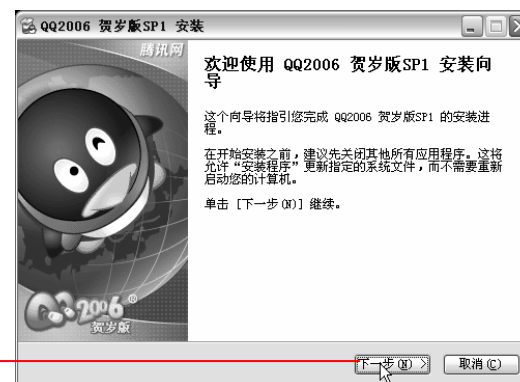 QQ2006 贺岁版SP1 安装
腾讯网
欢迎使用 QQ2006 贺岁版SP1 安装向
导
这个向导将指引您完成 QQ2006 贺岁版SP1 的安装进
程。
在开始安装之前，建议先关闭其他所有应用程序。这将
允许“安装程序”更新指定的系统文件，而不需要重新
启动您的计算机。
单击 [下一步(N)] 继续。
QQ2006®
贺岁版
下一步(N) >
取消(C)